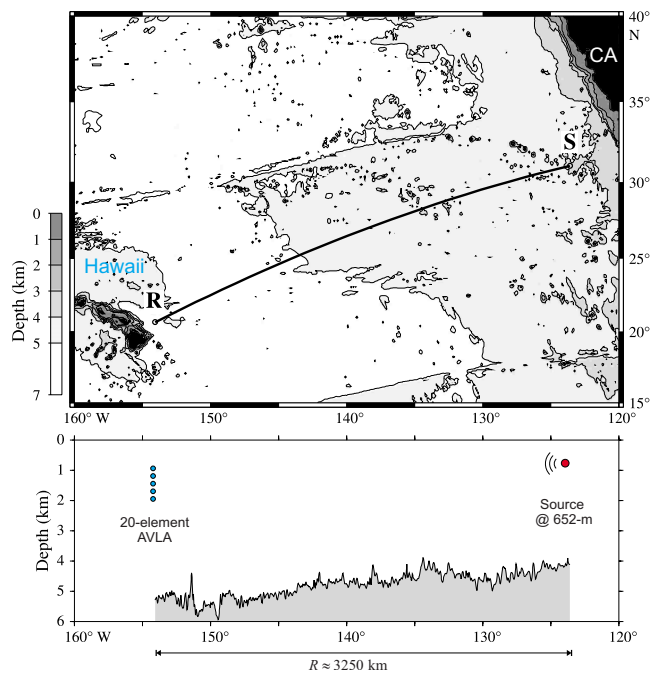 40°
N
CA
35°
S
30°
0
1
Hawaii
25°
2
3
R
4
20°
5
7
15°
Depth (km)
160° W 150° 140° 130° 120°
0
1
2
3
4
5
6
Depth (km)
20-element
AVLA
Source
@ 652-m
160° W 150° 140° 130° 120°
R ≈ 3250 km